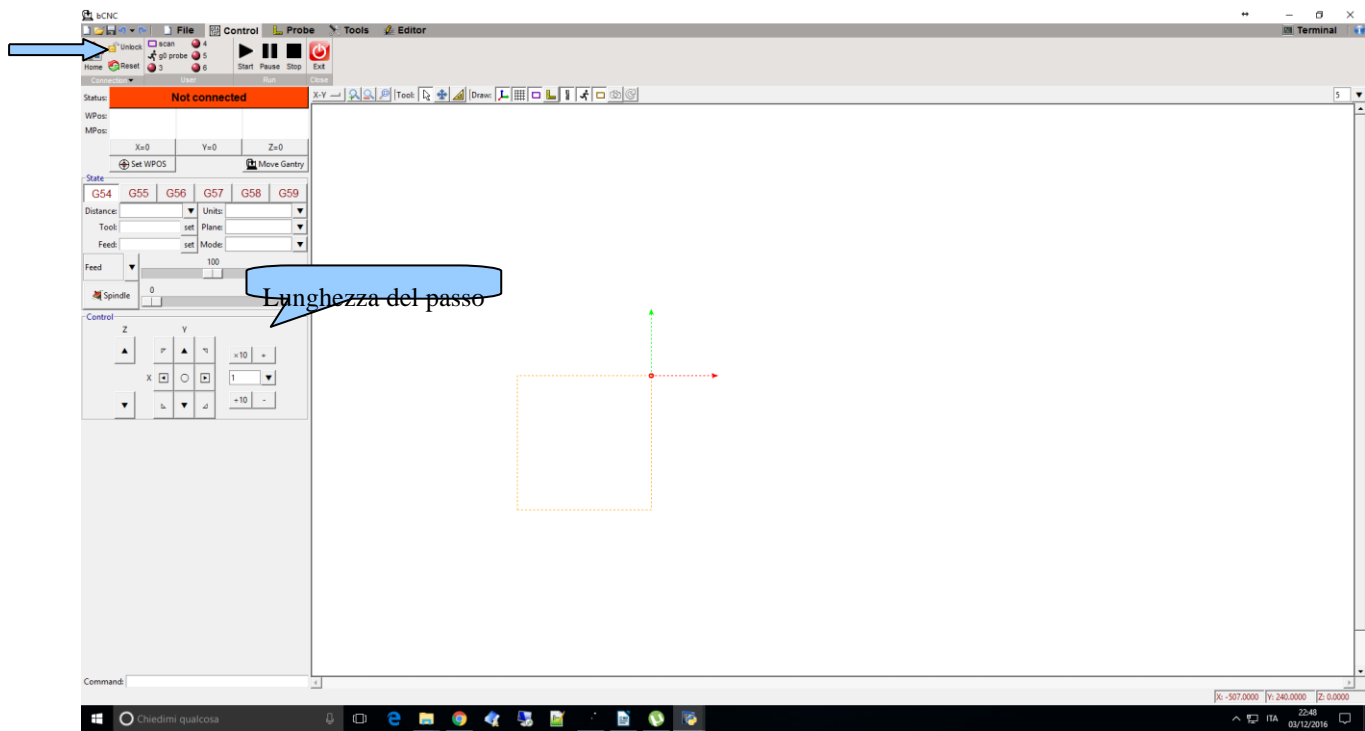 bCNC
File Control Probe Tools Editor Terminal
Unlock scan 4
g0 probe 5
Home Reset 3 6 Start Pause Stop Exit
Connection User Run Close
Status: Not connected X-Y Tool: Draw: 5
WPos:
MPos:
X=0 Y=0 Z=0
Set WPOS Move Gantry
State
G54 G55 G56 G57 G58 G59
Distance: Units:
Tool: set Plane:
Feed: set Mode:
Feed 100
Spindle 0
Lunghezza del passo
Control
Z Y
×10 +
X 1
÷10 -
Command:
X: -507.0000 Y: 240.0000 Z: 0.0000
Chiedimi qualcosa ITA 22:48
03/12/2016